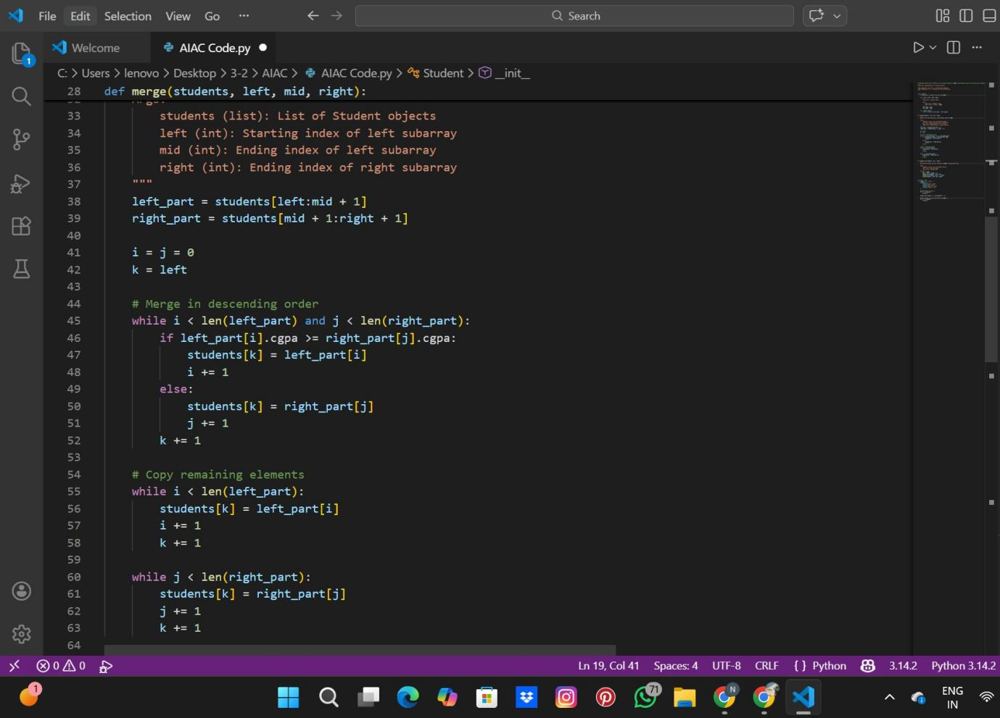 File Edit Selection View Go ··· Search
1
Welcome AIAC Code.py
C: > Users > lenovo > Desktop > 3-2 > AIAC > AIAC Code.py > Student > __init__
28 def merge(students, left, mid, right):
32 Args:
33 students (list): List of Student objects
34 left (int): Starting index of left subarray
35 mid (int): Ending index of left subarray
36 right (int): Ending index of right subarray
37 """
38 left_part = students[left:mid + 1]
39 right_part = students[mid + 1:right + 1]
40
41 i = j = 0
42 k = left
43
44 # Merge in descending order
45 while i < len(left_part) and j < len(right_part):
46 if left_part[i].cgpa >= right_part[j].cgpa:
47 students[k] = left_part[i]
48 i += 1
49 else:
50 students[k] = right_part[j]
51 j += 1
52 k += 1
53
54 # Copy remaining elements
55 while i < len(left_part):
56 students[k] = left_part[i]
57 i += 1
58 k += 1
59
60 while j < len(right_part):
61 students[k] = right_part[j]
62 j += 1
63 k += 1
64
0 0 Ln 19, Col 41 Spaces: 4 UTF-8 CRLF {} Python 3.14.2 Python 3.14.2
1 71 N ENG
IN